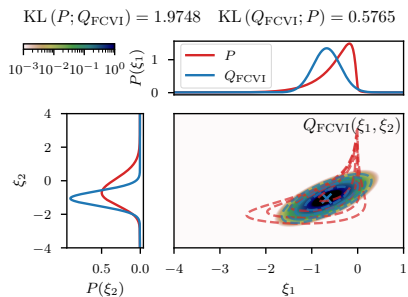 KL (P; Q_FCVI) = 1.9748 KL (Q_FCVI; P) = 0.5765
10⁻³ 10⁻² 10⁻¹ 10⁰
P(ξ₁)
1
0
P
Q_FCVI
ξ₂
4
2
0
−2
−4
0.5 0.0
P(ξ₂)
Q_FCVI(ξ₁, ξ₂)
−4 −3 −2 −1 0 1
ξ₁